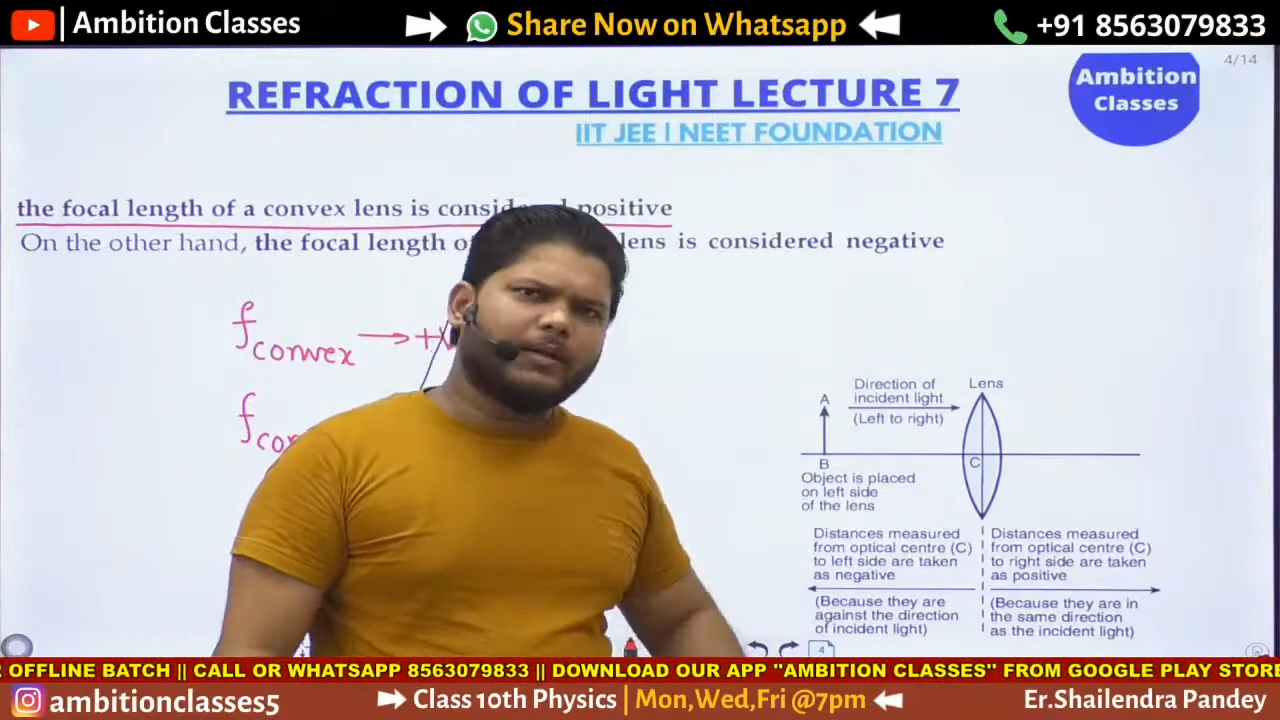 Ambition Classes
Share Now on Whatsapp
+91 8563079833
4/14
REFRACTION OF LIGHT LECTURE 7
IIT JEE | NEET FOUNDATION
Ambition
Classes
the focal length of a convex lens is considered positive
On the other hand, the focal length of lens is considered negative
f convex → +
f
Direction of
incident light
(Left to right)
Lens
A
B
C
Object is placed
on left side
of the lens
Distances measured
from optical centre (C)
to left side are taken
as negative
(Because they are
against the direction
of incident light)
Distances measured
from optical centre (C)
to right side are taken
as positive
(Because they are in
the same direction
as the incident light)
4
OFFLINE BATCH || CALL OR WHATSAPP 8563079833 || DOWNLOAD OUR APP "AMBITION CLASSES" FROM GOOGLE PLAY STORE
ambitionclasses5
Class 10th Physics | Mon,Wed,Fri @7pm
Er.Shailendra Pandey